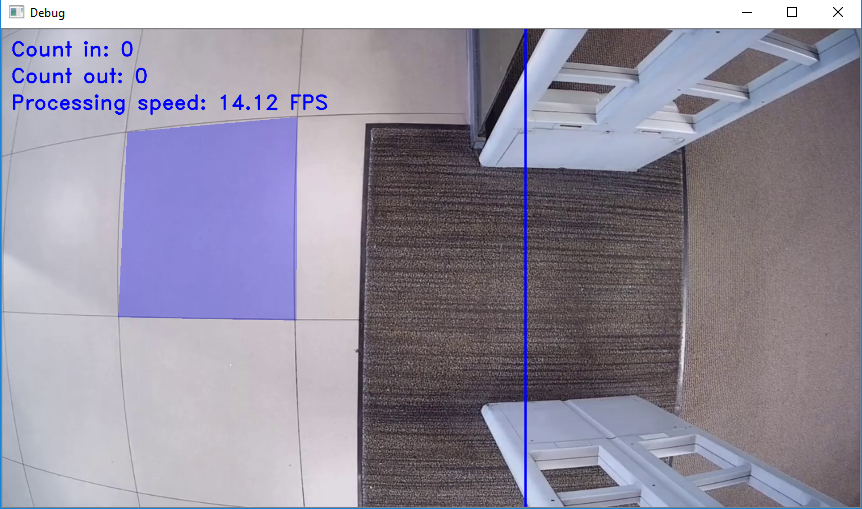 Debug
Count in: 0
Count out: 0
Processing speed: 14.12 FPS